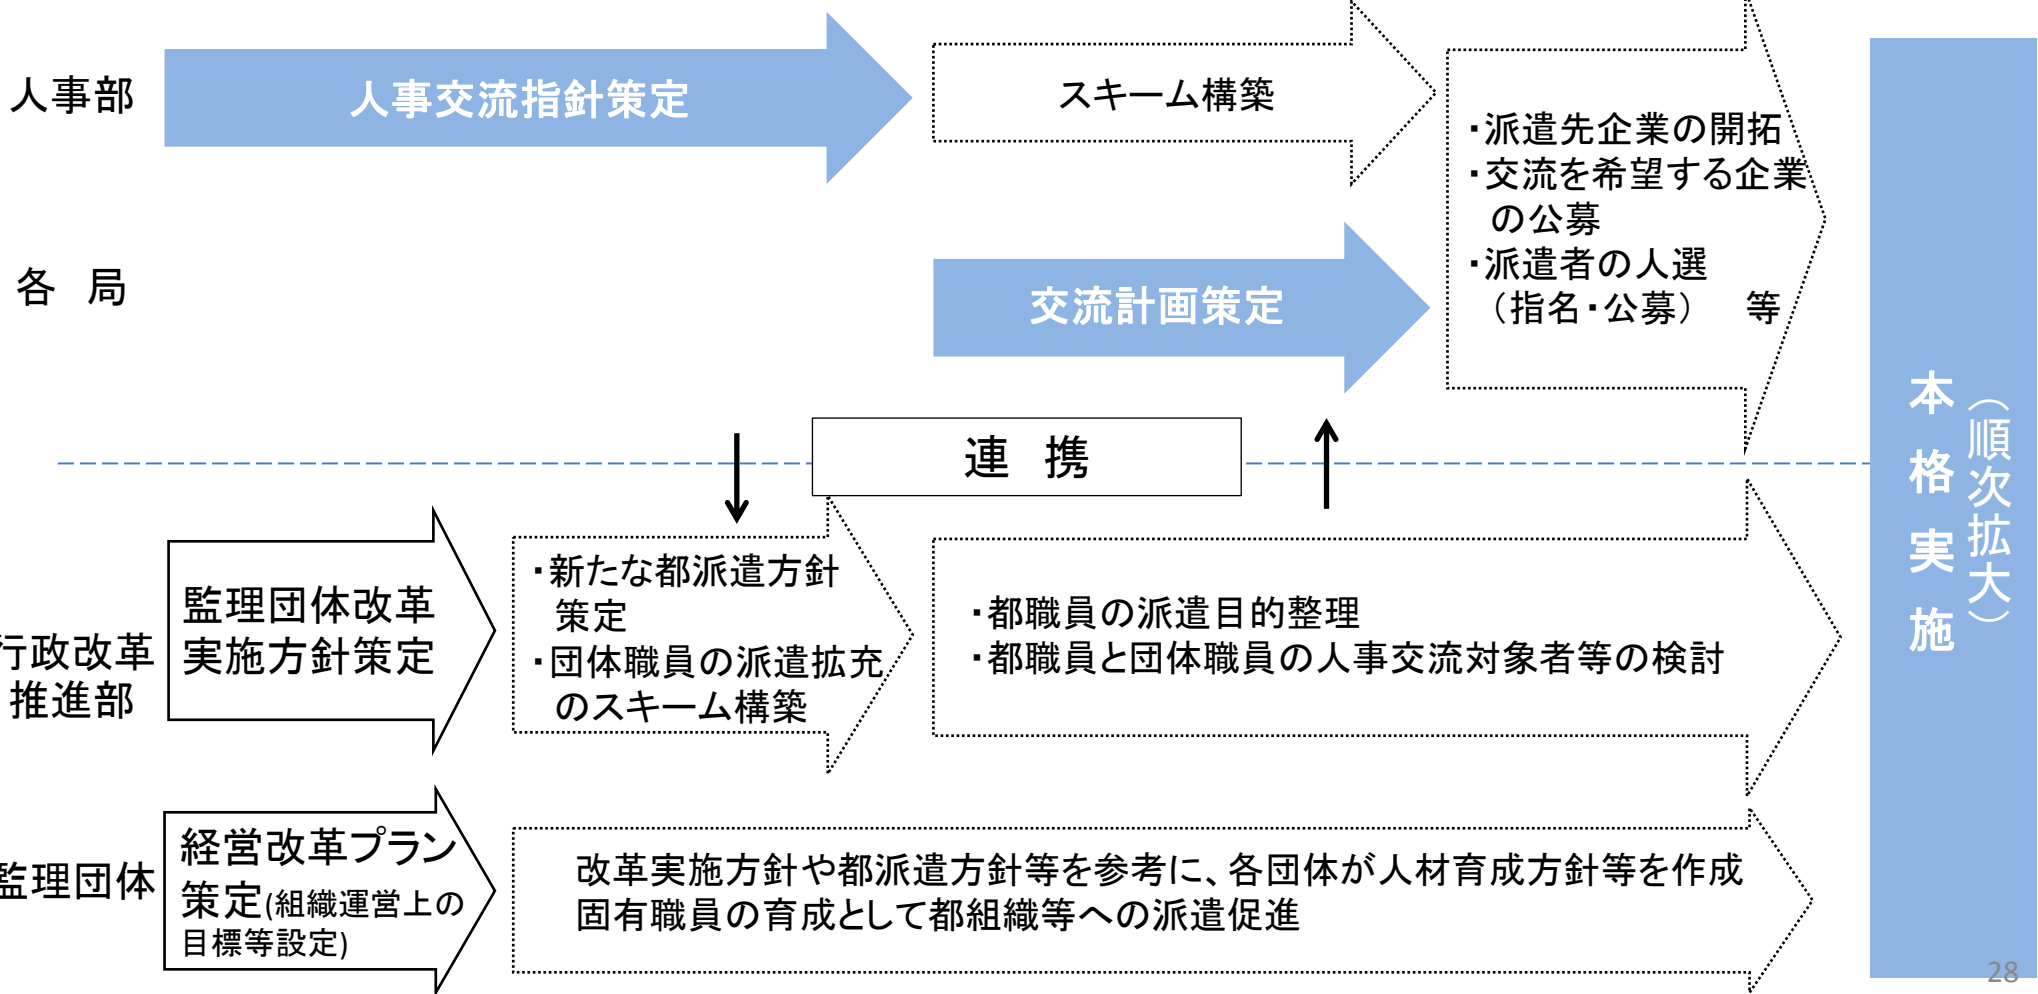 人事部
人事交流指針策定
スキーム構築
・派遣先企業の開拓
・交流を希望する企業
の公募
・派遣者の人選
（指名・公募）　等
各　局
交流計画策定
連　携
行政改革
推進部
監理団体改革
実施方針策定
・新たな都派遣方針
策定
・団体職員の派遣拡充
のスキーム構築
・都職員の派遣目的整理
・都職員と団体職員の人事交流対象者等の検討
監理団体
経営改革プラン
策定(組織運営上の
目標等設定)
改革実施方針や都派遣方針等を参考に、各団体が人材育成方針等を作成
固有職員の育成として都組織等への派遣促進
本格実施
（順次拡大）
28